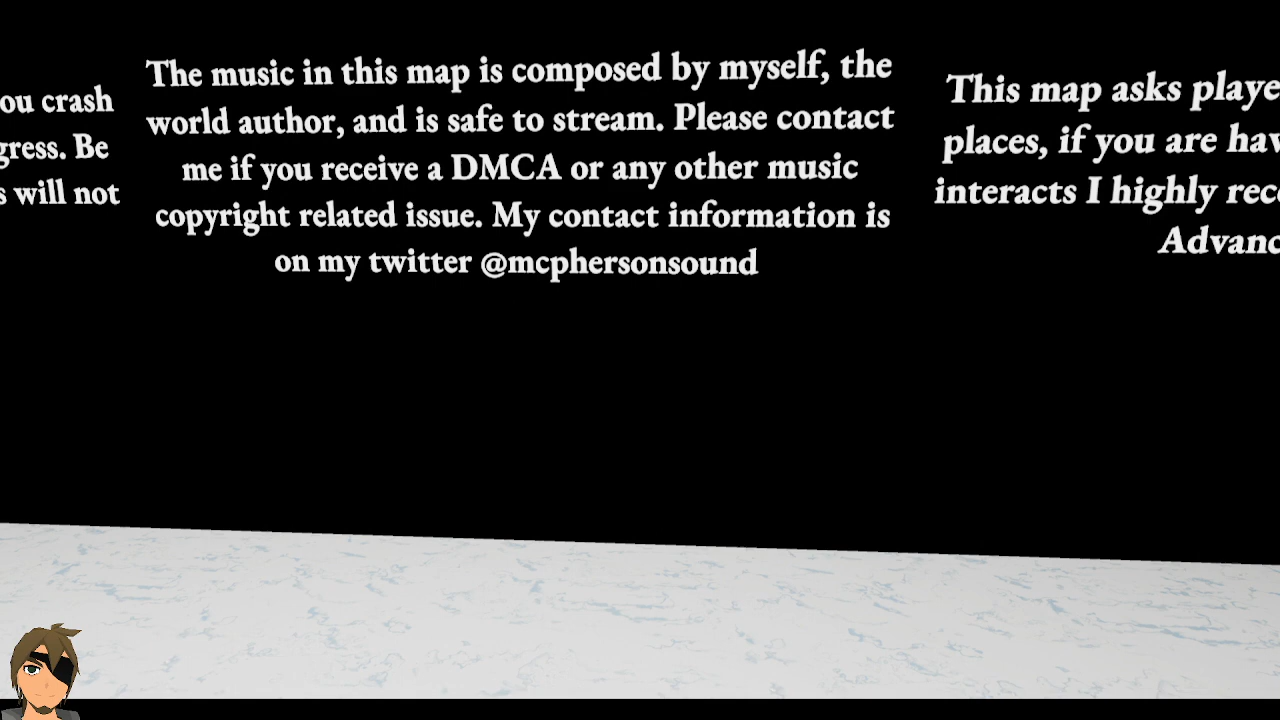 ou crash
gress. Be
s will not
The music in this map is composed by myself, the
world author, and is safe to stream. Please contact
me if you receive a DMCA or any other music
copyright related issue. My contact information is
on my twitter @mcphersonsound
This map asks playe
places, if you are hav
interacts I highly rec
Advanc